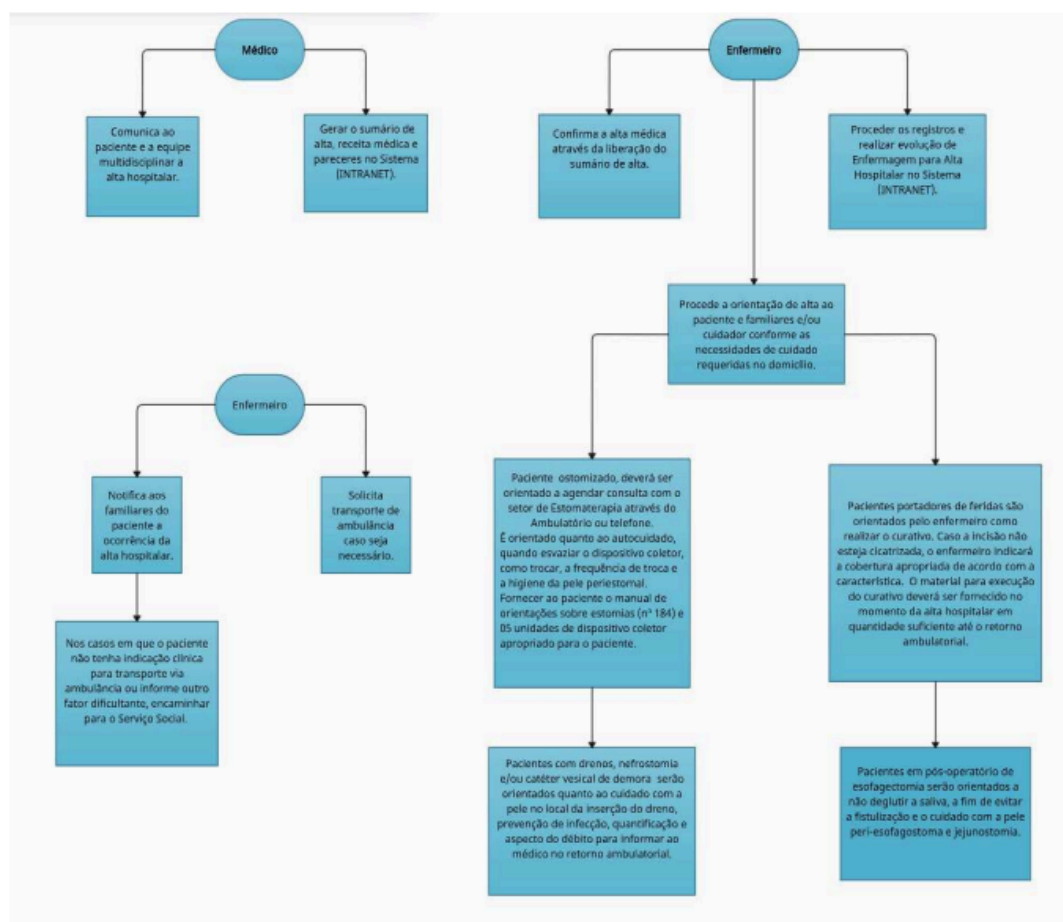 Médico
Comunica ao
paciente e a equipe
multidisciplinar a
alta hospitalar.
Gerar o sumário de
alta, receita médica e
pareceres no Sistema
(INTRANET).
Enfermeiro
Confirma a alta médica
através da liberação do
sumário de alta.
Proceder os registros e
realizar evolução de
Enfermagem para Alta
Hospitalar no Sistema
(INTRANET).
Procede a orientação de alta ao
paciente e familiares e/ou
cuidador conforme as
necessidades de cuidado
requeridas no domicílio.
Paciente ostomizado, deverá ser
orientado a agendar consulta com o
setor de Estomaterapia através do
Ambulatório ou telefone.
É orientado quanto ao autocuidado,
quando esvaziar o dispositivo coletor,
como trocar, a frequência de troca e
a higiene da pele periestomal.
Fornecer ao paciente o manual de
orientações sobre estomias (nº 184) e
05 unidades de dispositivo coletor
apropriado para o paciente.
Pacientes portadores de feridas são
orientados pelo enfermeiro como
realizar o curativo. Caso a incisão não
esteja cicatrizada, o enfermeiro indicará
a cobertura apropriada de acordo com a
característica. O material para execução
do curativo deverá ser fornecido no
momento da alta hospitalar em
quantidade suficiente até o retorno
ambulatorial.
Pacientes com drenos, nefrostomia
e/ou catéter vesical de demora serão
orientados quanto ao cuidado com a
pele no local da inserção do dreno,
prevenção de infecção, quantificação e
aspecto do débito para informar ao
médico no retorno ambulatorial.
Pacientes em pós-operatório de
esofagectomia serão orientados a
não deglutir a saliva, a fim de evitar
a fistulização e o cuidado com a pele
peri-esofagostoma e jejunostomia.
Enfermeiro
Notifica aos
familiares do
paciente a
ocorrência da
alta hospitalar.
Solicita
transporte de
ambulância
caso seja
necessário.
Nos casos em que o paciente
não tenha indicação clínica
para transporte via
ambulância ou informe outro
fator dificultante, encaminhar
para o Serviço Social.